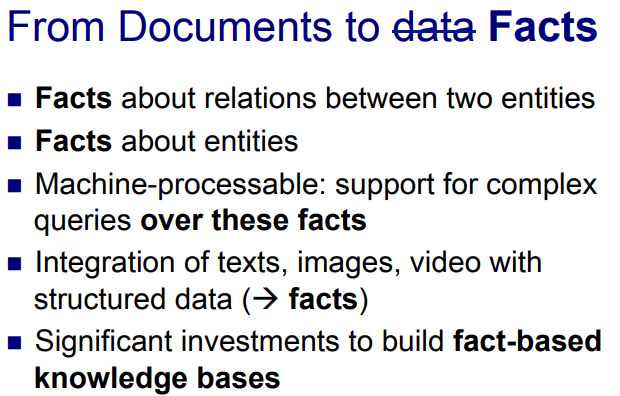 From Documents to data Facts
■ Facts about relations between two entities
■ Facts about entities
■ Machine-processable: support for complex
queries over these facts
■ Integration of texts, images, video with
structured data (→ facts)
■ Significant investments to build fact-based
knowledge bases